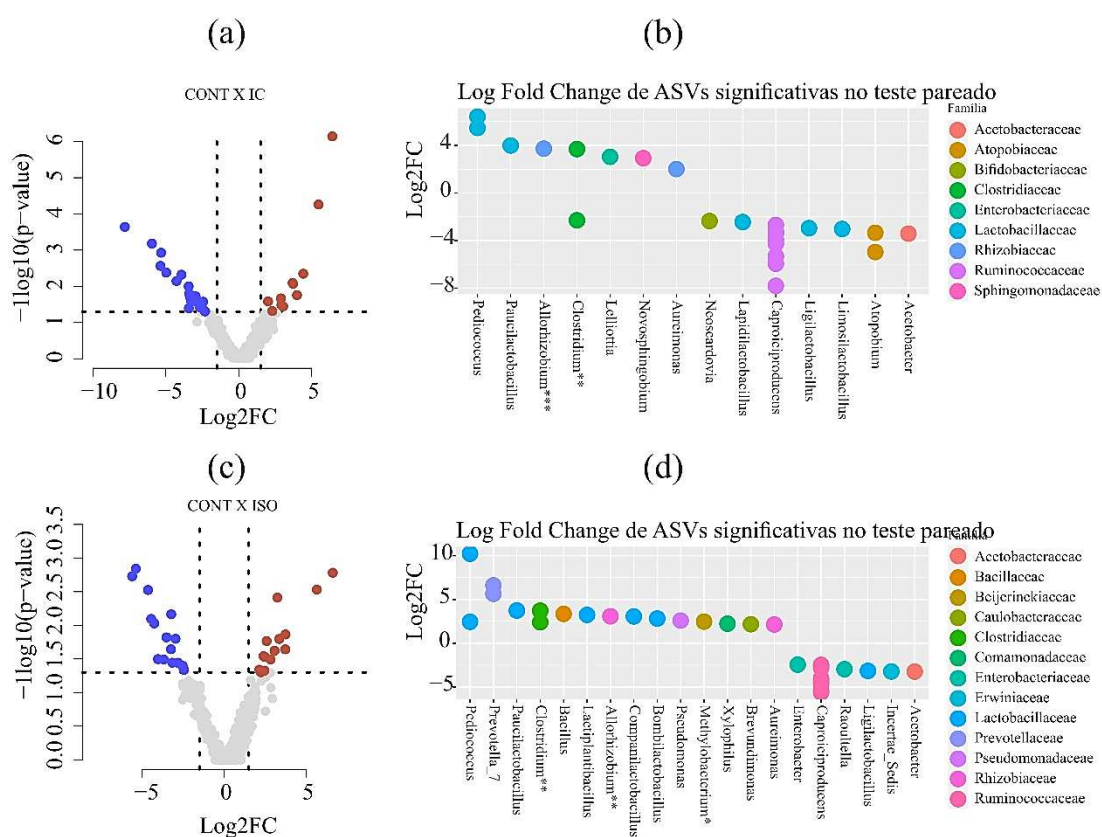 (a)
CONT X IC
−1log10(p−value)
6
5
4
3
2
1
0
−10
−5
0
5
Log2FC
(b)
Log Fold Change de ASVs significativas no teste pareado
Log2FC
4
0
−4
−8
Pediococcus
Paucilactobacillus
Allorhizobium***
Clostridium**
Lelliottia
Novosphingobium
Aureimonas
Neoscardovia
Lapidilactobacillus
Caproiciproducens
Ligilactobacillus
Limosilactobacillus
Atopobium
Acetobacter
Família
Acetobacteraceae
Atopobiaceae
Bifidobacteriaceae
Clostridiaceae
Enterobacteriaceae
Lactobacillaceae
Rhizobiaceae
Ruminococcaceae
Sphingomonadaceae
(c)
CONT X ISO
−1log10(p−value)
3.5
3.0
2.5
2.0
1.5
1.0
0.5
0.0
−5
0
5
Log2FC
(d)
Log Fold Change de ASVs significativas no teste pareado
Log2FC
10
5
0
−5
Pediococcus
Prevotella_7
Paucilactobacillus
Clostridium**
Bacillus
Lactiplantibacillus
Allorhizobium**
Companilactobacillus
Bombilactobacillus
Pseudomonas
Methylobacterium*
Xylophilus
Brevundimonas
Aureimonas
Enterobacter
Caproiciproducens
Raoultella
Ligilactobacillus
Incertae_Sedis
Acetobacter
Família
Acetobacteraceae
Bacillaceae
Beijerinckiaceae
Caulobacteraceae
Clostridiaceae
Comamonadaceae
Enterobacteriaceae
Erwiniaceae
Lactobacillaceae
Prevotellaceae
Pseudomonadaceae
Rhizobiaceae
Ruminococcaceae